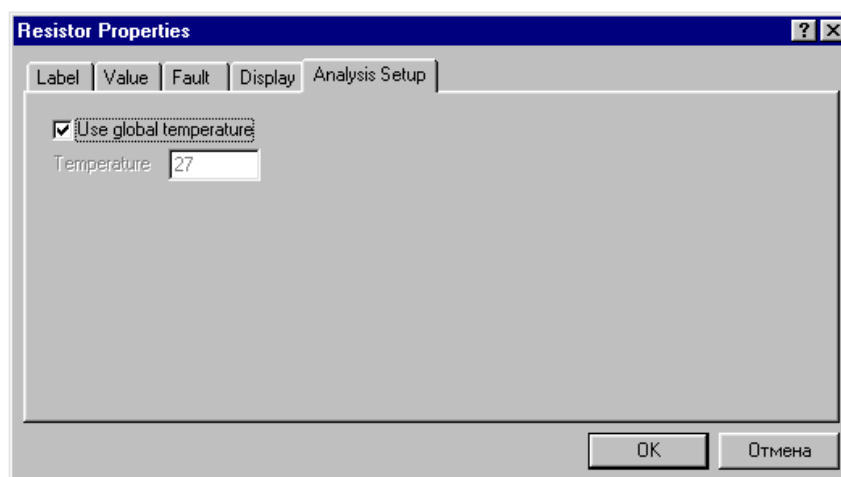 Resistor Properties
Label Value Fault Display Analysis Setup
Use global temperature
Temperature 27
OK Отмена